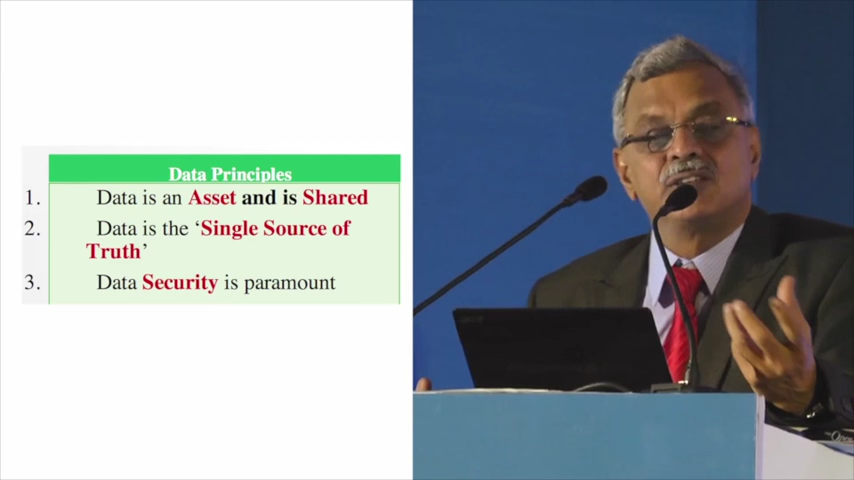 Data Principles
1. Data is an Asset and is Shared
2. Data is the ‘Single Source of
Truth’
3. Data Security is paramount
acer